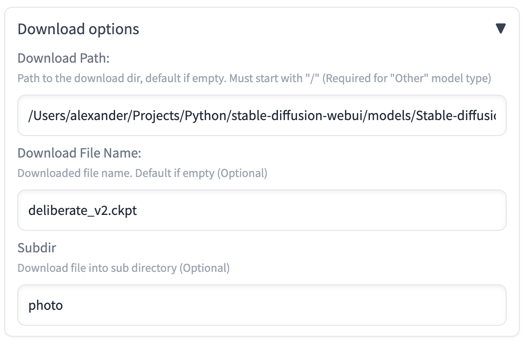 Download options ▼
Download Path:
Path to the download dir, default if empty. Must start with "/" (Required for "Other" model type)
/Users/alexander/Projects/Python/stable-diffusion-webui/models/Stable-diffusic
Download File Name:
Downloaded file name. Default if empty (Optional)
deliberate_v2.ckpt
Subdir
Download file into sub directory (Optional)
photo